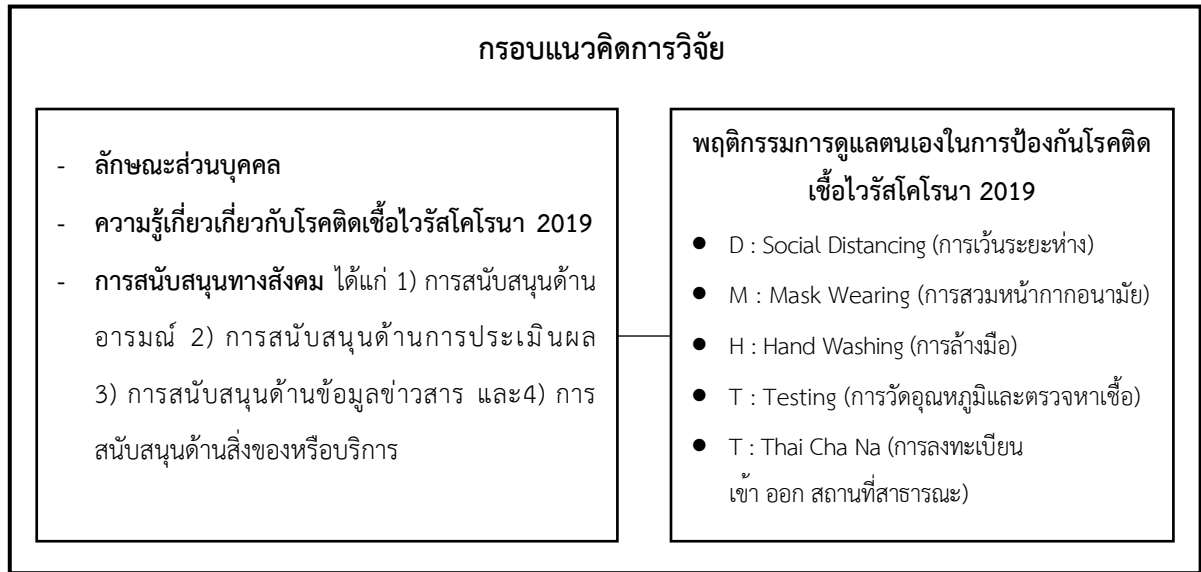 กรอบแนวคิดการวิจัย
- ลักษณะส่วนบุคคล
- ความรู้เกี่ยวเกี่ยวกับโรคติดเชื้อไวรัสโคโรนา 2019
- การสนับสนุนทางสังคม ได้แก่ 1) การสนับสนุนด้าน
อารมณ์ 2) การสนับสนุนด้านการประเมินผล
3) การสนับสนุนด้านข้อมูลข่าวสาร และ4) การ
สนับสนุนด้านสิ่งของหรือบริการ
พฤติกรรมการดูแลตนเองในการป้องกันโรคติด
เชื้อไวรัสโคโรนา 2019
● D : Social Distancing (การเว้นระยะห่าง)
● M : Mask Wearing (การสวมหน้ากากอนามัย)
● H : Hand Washing (การล้างมือ)
● T : Testing (การวัดอุณหภูมิและตรวจหาเชื้อ)
● T : Thai Cha Na (การลงทะเบียน
เข้า ออก สถานที่สาธารณะ)